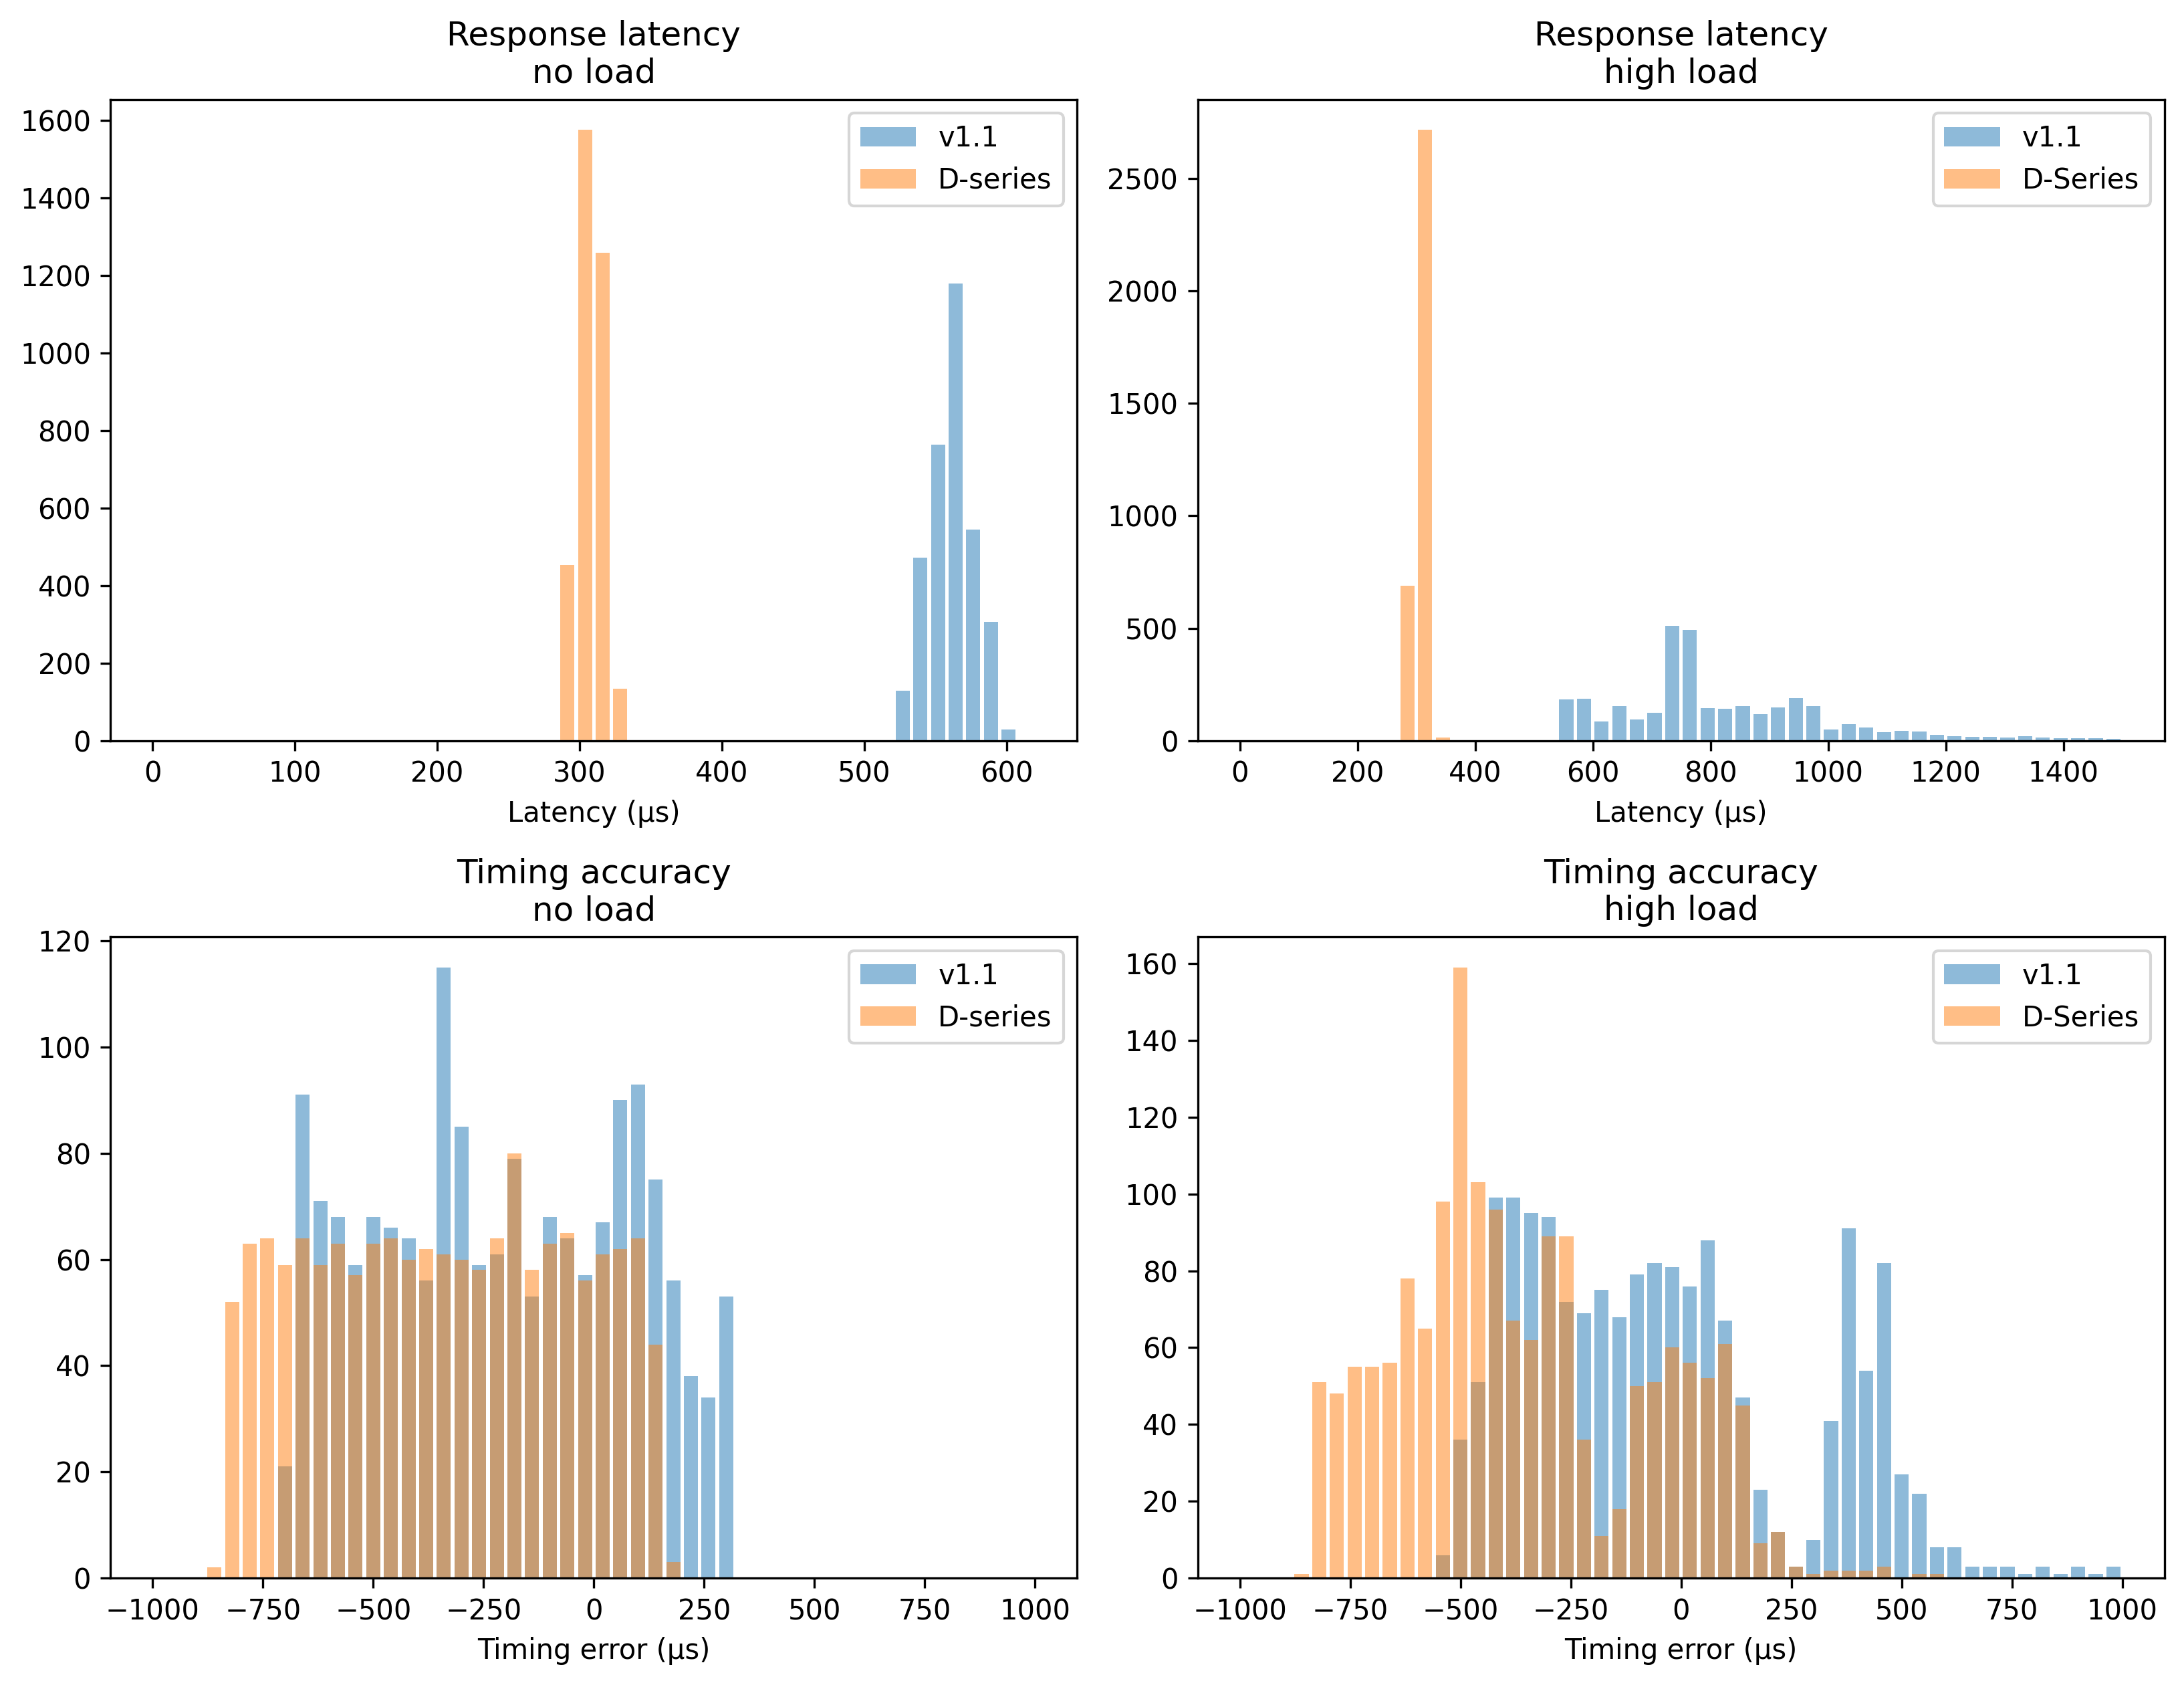 Response latency
no load
1600
1400
1200
1000
800
600
400
200
0
v1.1
D-series
0 100 200 300 400 500 600
Latency (μs)
Response latency
high load
2500
2000
1500
1000
500
0
v1.1
D-Series
0 200 400 600 800 1000 1200 1400
Latency (μs)
Timing accuracy
no load
120
100
80
60
40
20
0
v1.1
D-series
−1000 −750 −500 −250 0 250 500 750 1000
Timing error (μs)
Timing accuracy
high load
160
140
120
100
80
60
40
20
0
v1.1
D-Series
−1000 −750 −500 −250 0 250 500 750 1000
Timing error (μs)